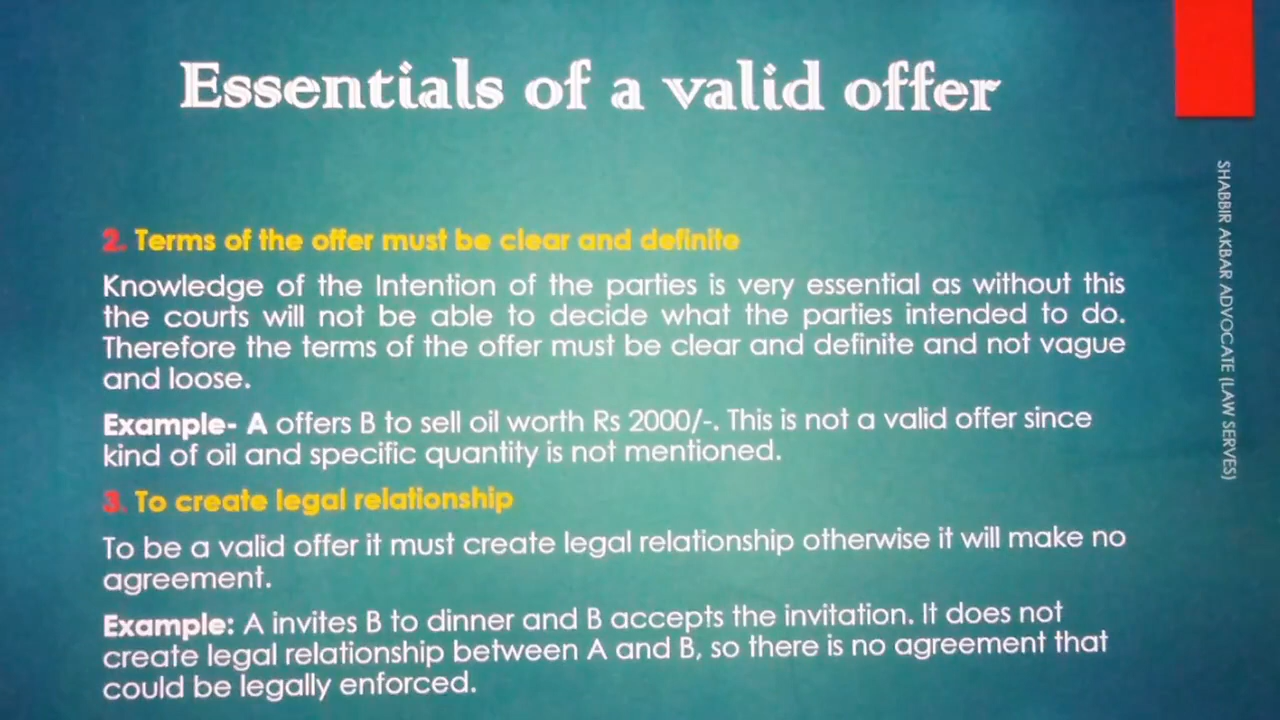 Essentials of a valid offer
2. Terms of the offer must be clear and definite
Knowledge of the Intention of the parties is very essential as without this
the courts will not be able to decide what the parties intended to do.
Therefore the terms of the offer must be clear and definite and not vague
and loose.
Example- A offers B to sell oil worth Rs 2000/-. This is not a valid offer since
kind of oil and specific quantity is not mentioned.
3. To create legal relationship
To be a valid offer it must create legal relationship otherwise it will make no
agreement.
Example: A invites B to dinner and B accepts the invitation. It does not
create legal relationship between A and B, so there is no agreement that
could be legally enforced.
SHABBIR AKBAR ADVOCATE (LAW SERVES)